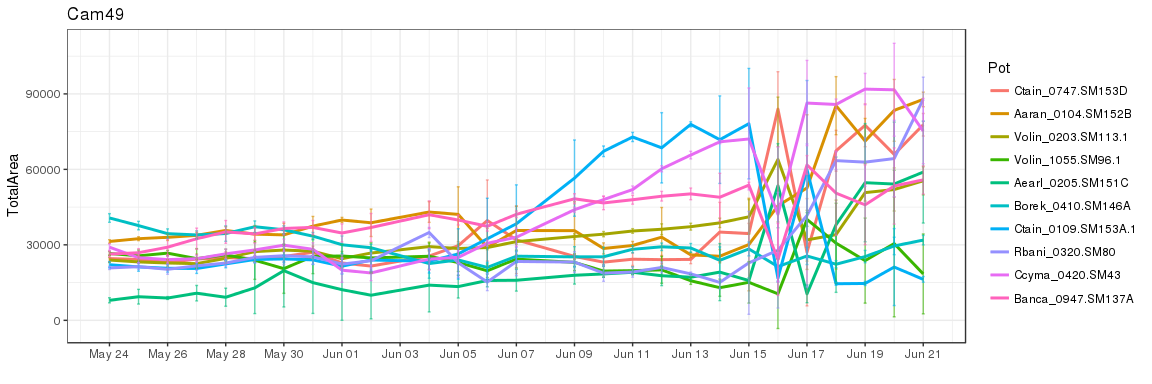 Cam49
TotalArea
90000
60000
30000
0
May 24 May 26 May 28 May 30 Jun 01 Jun 03 Jun 05 Jun 07 Jun 09 Jun 11 Jun 13 Jun 15 Jun 17 Jun 19 Jun 21
Pot
Ctain_0747.SM153D
Aaran_0104.SM152B
Volin_0203.SM113.1
Volin_1055.SM96.1
Aearl_0205.SM151C
Borek_0410.SM146A
Ctain_0109.SM153A.1
Rbani_0320.SM80
Ccyma_0420.SM43
Banca_0947.SM137A